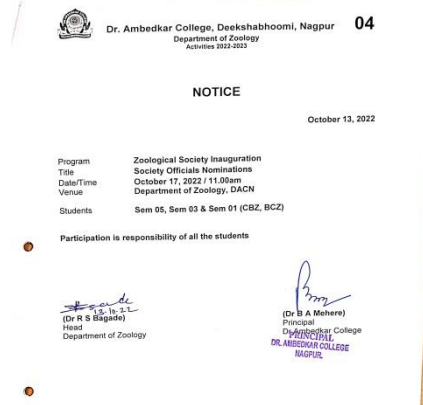 04
Dr. Ambedkar College, Deekshabhoomi, Nagpur
Department of Zoology
Activities 2022-2023
NOTICE
October 13, 2022
Program Zoological Society Inauguration
Title Society Officials Nominations
Date/Time October 17, 2022 / 11.00am
Venue Department of Zoology, DACN
Students Sem 05, Sem 03 & Sem 01 (CBZ, BCZ)
Participation is responsibility of all the students
13.10.22
(Dr R S Bagade)
Head
Department of Zoology
(Dr B A Mehere)
Principal
Dr Ambedkar College
PRINCIPAL
DR. AMBEDKAR COLLEGE
NAGPUR.